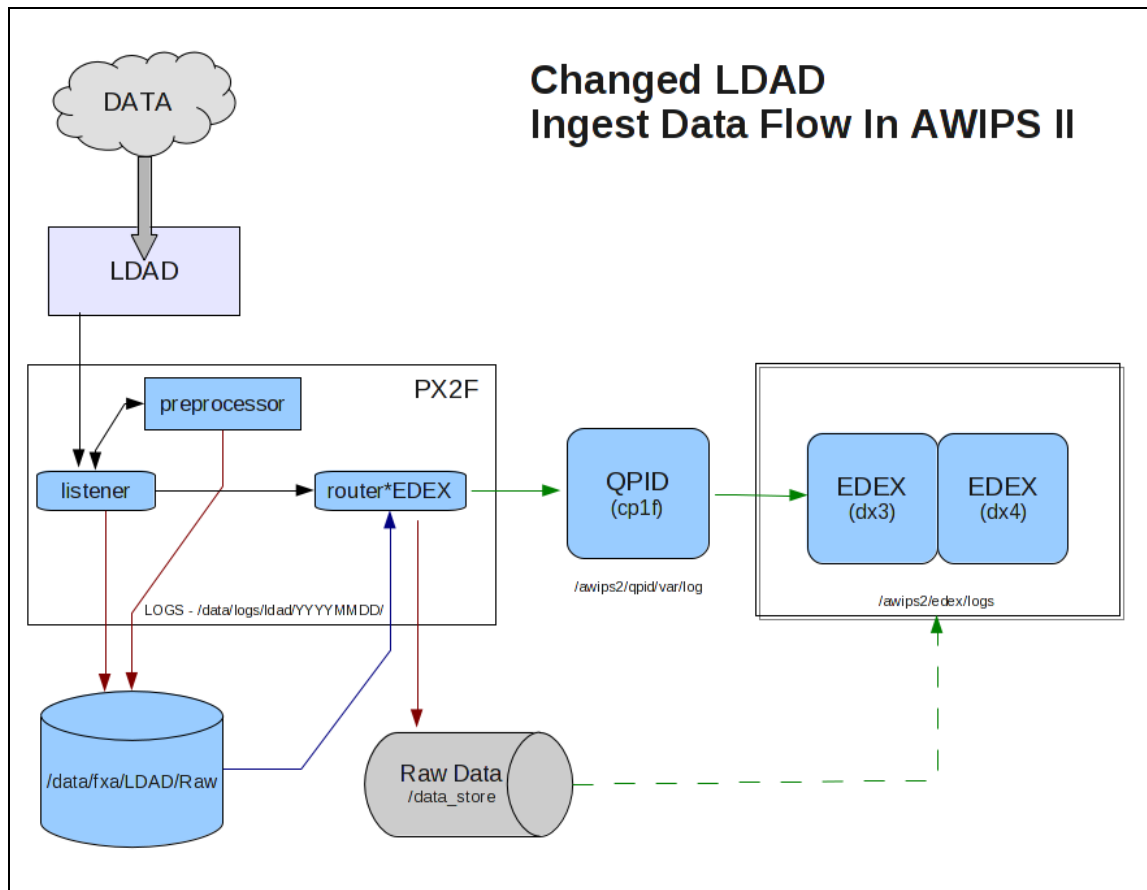 Changed LDAD
Ingest Data Flow In AWIPS II
DATA
LDAD
PX2F
preprocessor
listener
router*EDEX
LOGS - /data/logs/ldad/YYYYMMDD/
QPID
(cp1f)
/awips2/qpid/var/log
EDEX
(dx3)
EDEX
(dx4)
/awips2/edex/logs
/data/fxa/LDAD/Raw
Raw Data
/data_store